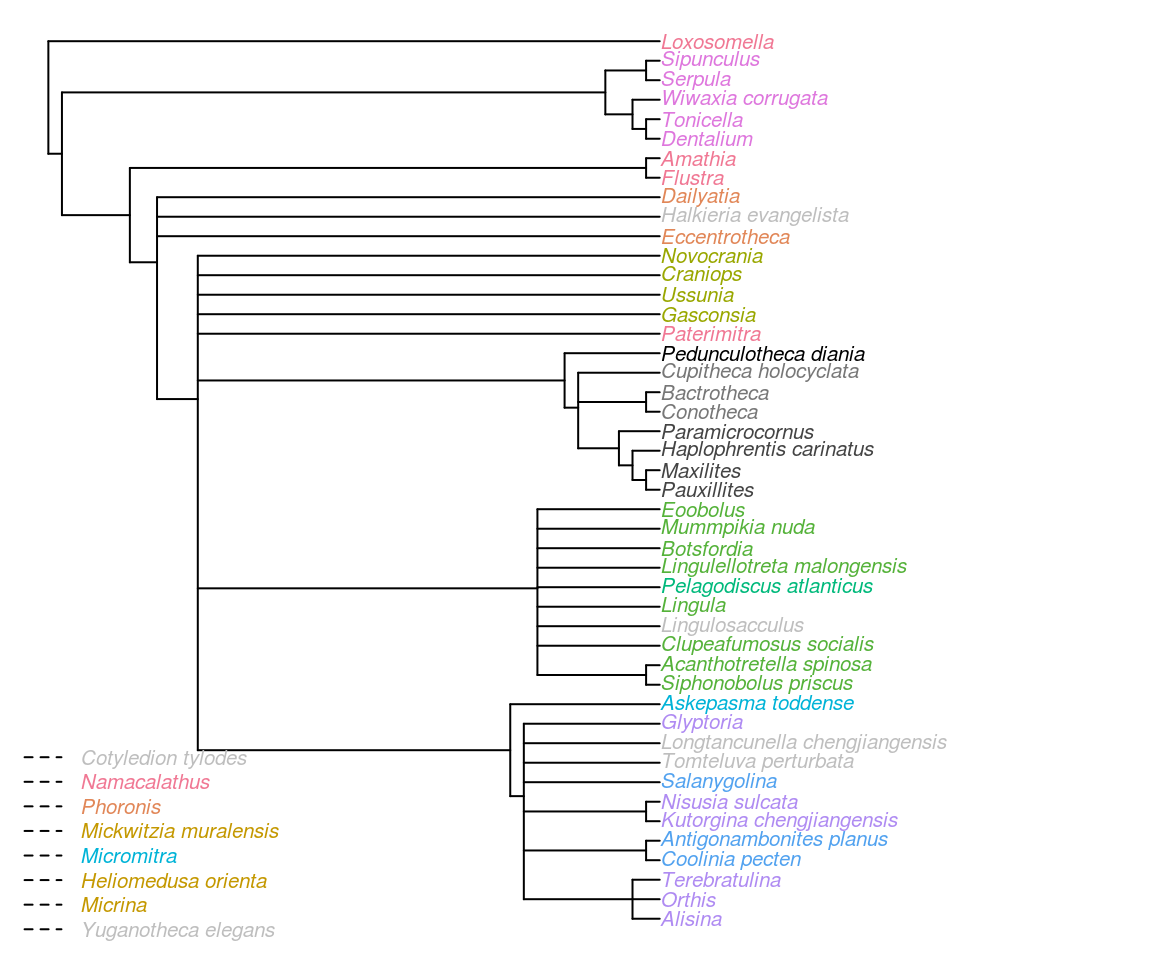 Loxosomella
Sipunculus
Serpula
Wiwaxia corrugata
Tonicella
Dentalium
Amathia
Flustra
Dailyatia
Halkieria evangelista
Eccentrotheca
Novocrania
Craniops
Ussunia
Gasconsia
Paterimitra
Pedunculotheca diania
Cupitheca holocyclata
Bactrotheca
Conotheca
Paramicrocornus
Haplophrentis carinatus
Maxilites
Pauxillites
Eoobolus
Mummpikia nuda
Botsfordia
Lingulellotreta malongensis
Pelagodiscus atlanticus
Lingula
Lingulosacculus
Clupeafumosus socialis
Acanthotretella spinosa
Siphonobolus priscus
Askepasma toddense
Glyptoria
Longtancunella chengjiangensis
Tomteluva perturbata
Salanygolina
Nisusia sulcata
Kutorgina chengjiangensis
Antigonambonites planus
Coolinia pecten
Terebratulina
Orthis
Alisina
Cotyledion tylodes
Namacalathus
Phoronis
Mickwitzia muralensis
Micromitra
Heliomedusa orienta
Micrina
Yuganotheca elegans